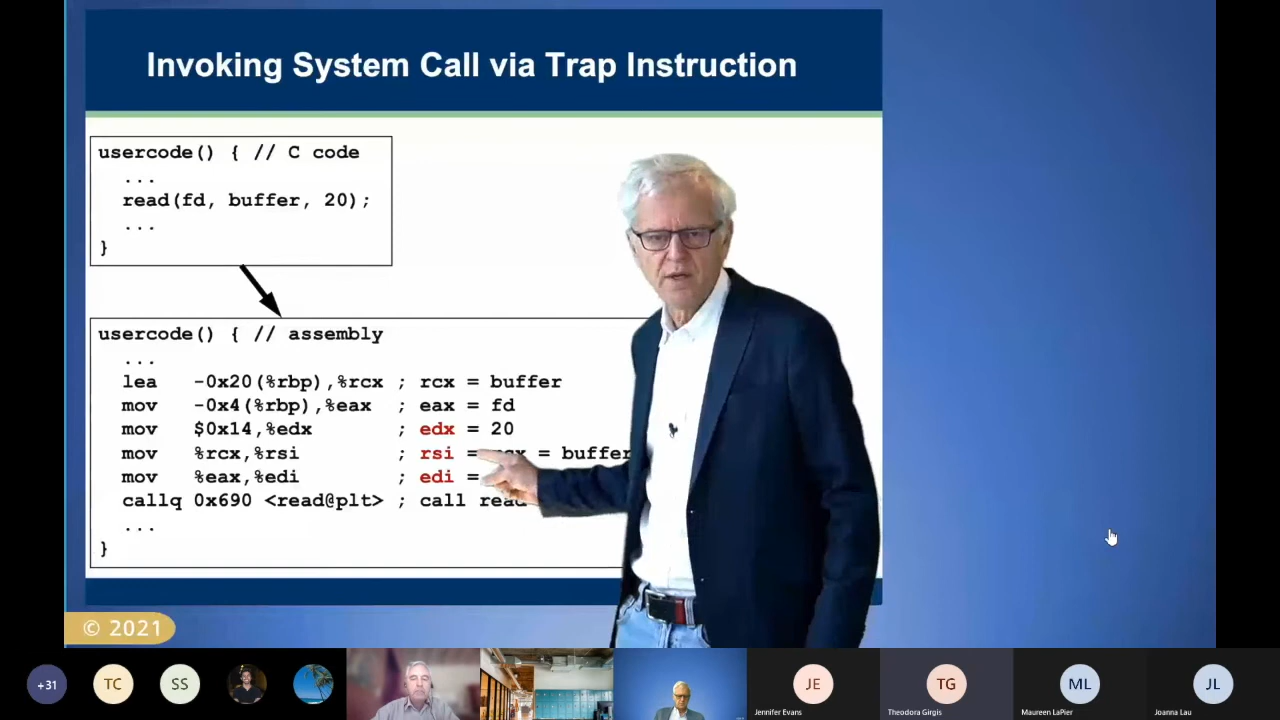 Invoking System Call via Trap Instruction
usercode() { // C code
...
read(fd, buffer, 20);
...
}
usercode() { // assembly
...
lea -0x20(%rbp),%rcx ; rcx = buffer
mov -0x4(%rbp),%eax ; eax = fd
mov $0x14,%edx ; edx = 20
mov %rcx,%rsi ; rsi = rcx = buffer
mov %eax,%edi ; edi =
callq 0x690 <read@plt> ; call read
...
}
© 2021
+31
TC
SS
JE
TG
ML
JL
Jennifer Evans
Theodora Girgis
Maureen LaPier
Joanna Lau